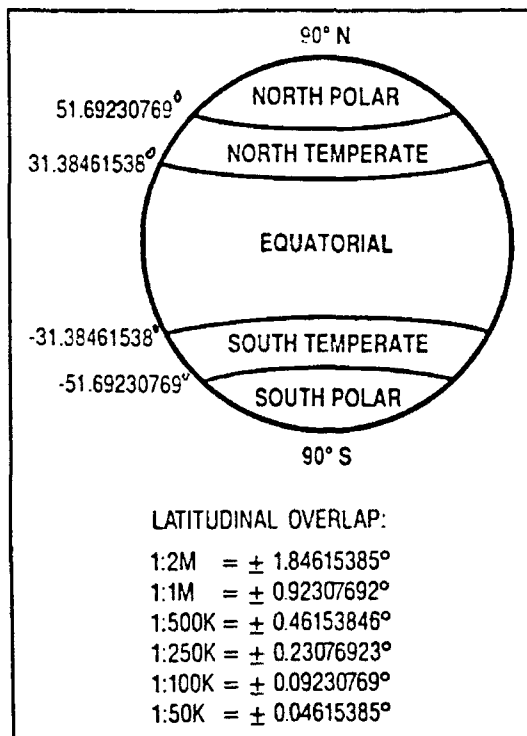 90° N
NORTH POLAR
51.69230769°
NORTH TEMPERATE
31.38461538°
EQUATORIAL
-31.38461538°
SOUTH TEMPERATE
-51.69230769°
SOUTH POLAR
90° S
LATITUDINAL OVERLAP:
1:2M = ± 1.84615385°
1:1M = ± 0.92307692°
1:500K = ± 0.46153846°
1:250K = ± 0.23076923°
1:100K = ± 0.09230769°
1:50K = ± 0.04615385°